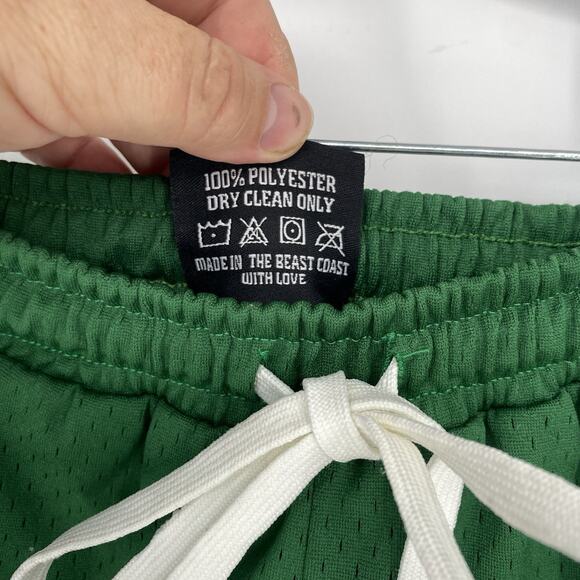 100% POLYESTER
DRY CLEAN ONLY
MADE IN THE BEAST COAST
WITH LOVE